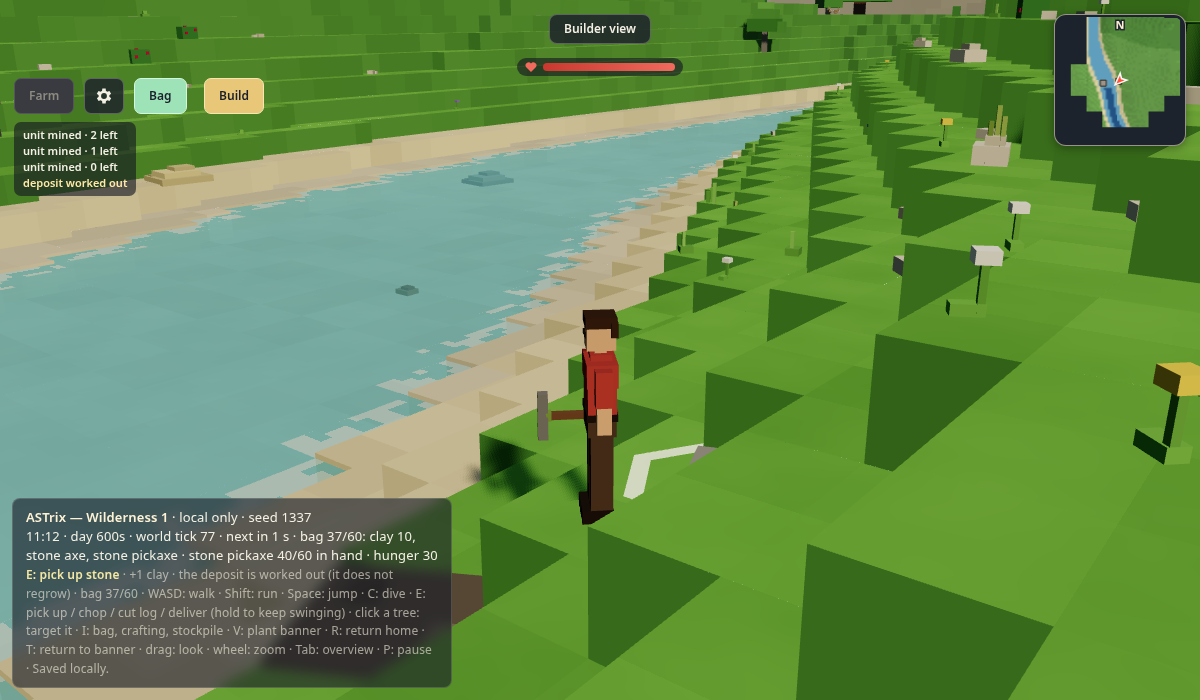 Builder view
N
Farm
Bag
Build
unit mined · 2 left
unit mined · 1 left
unit mined · 0 left
deposit worked out
ASTrix — Wilderness 1 · local only · seed 1337
11:12 · day 600s · world tick 77 · next in 1 s · bag 37/60: clay 10,
stone axe, stone pickaxe · stone pickaxe 40/60 in hand · hunger 30
E: pick up stone · +1 clay · the deposit is worked out (it does not
regrow) · bag 37/60 · WASD: walk · Shift: run · Space: jump · C: dive · E:
pick up / chop / cut log / deliver (hold to keep swinging) · click a tree:
target it · I: bag, crafting, stockpile · V: plant banner · R: return home ·
T: return to banner · drag: look · wheel: zoom · Tab: overview · P: pause
· Saved locally.